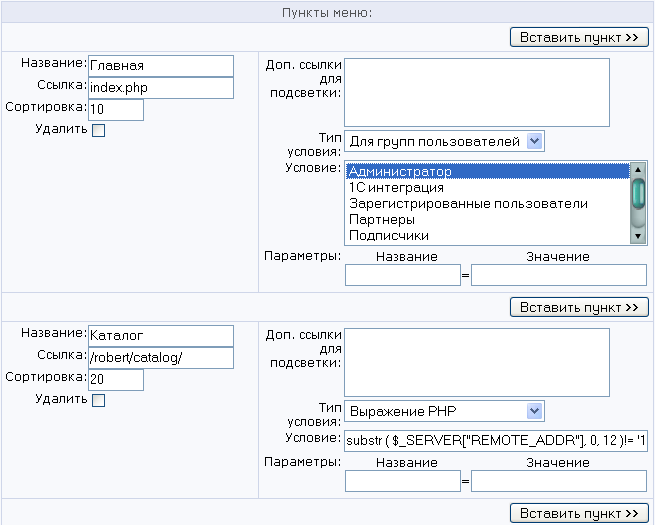 Пункты меню:
Вставить пункт >>
Название: Главная
Ссылка: index.php
Сортировка: 10
Удалить
Доп. ссылки
для
подсветки:
Тип
условия: Для групп пользователей
Условие: Администратор
1С интеграция
Зарегистрированные пользователи
Партнеры
Подписчики
Параметры: Название Значение
=
Вставить пункт >>
Название: Каталог
Ссылка: /robert/catalog/
Сортировка: 20
Удалить
Доп. ссылки
для
подсветки:
Тип
условия: Выражение PHP
Условие: substr ( $_SERVER["REMOTE_ADDR"], 0, 12 )!= '1
Параметры: Название Значение
=
Вставить пункт >>